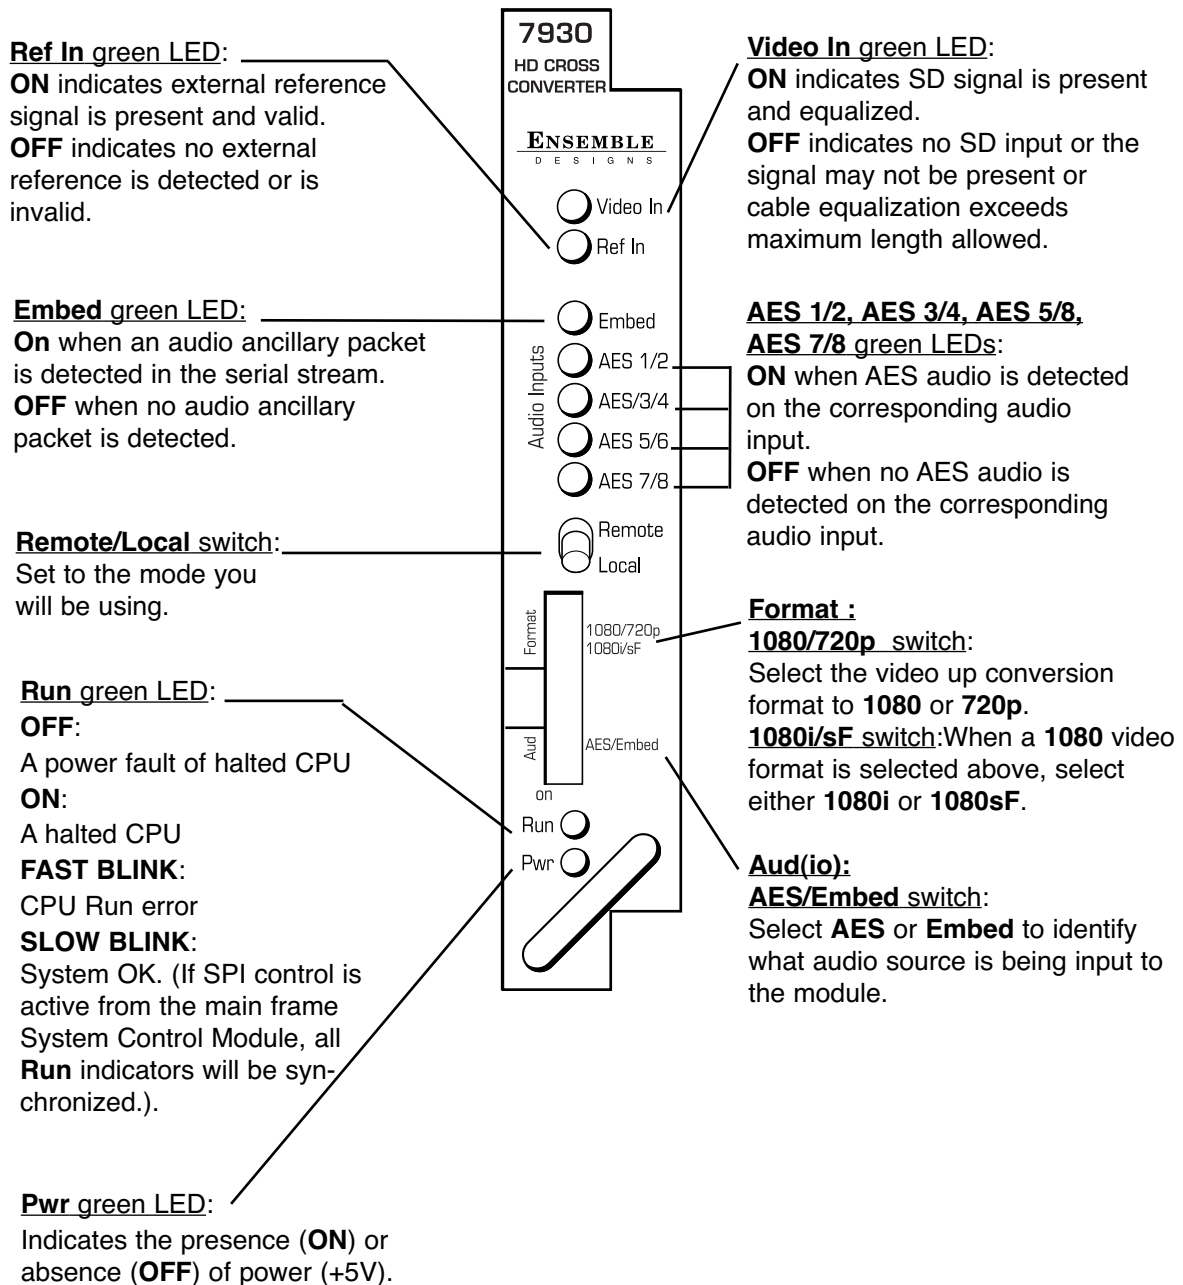 Ref In green LED:
ON indicates external reference
signal is present and valid.
OFF indicates no external
reference is detected or is
invalid.
Embed green LED:
On when an audio ancillary packet
is detected in the serial stream.
OFF when no audio ancillary
packet is detected.
Remote/Local switch:
Set to the mode you
will be using.
Run green LED:
OFF:
A power fault of halted CPU
ON:
A halted CPU
FAST BLINK:
CPU Run error
SLOW BLINK:
System OK. (If SPI control is
active from the main frame
System Control Module, all
Run indicators will be syn-
chronized.).
Pwr green LED:
Indicates the presence (ON) or
absence (OFF) of power (+5V).
7930
HD CROSS
CONVERTER
ENSEMBLE
DESIGNS
Video In
Ref In
Audio Inputs
Embed
AES 1/2
AES/3/4
AES 5/6
AES 7/8
Remote
Local
Format
1080/720p
1080i/sF
Aud
AES/Embed
on
Run
Pwr
Video In green LED:
ON indicates SD signal is present
and equalized.
OFF indicates no SD input or the
signal may not be present or
cable equalization exceeds
maximum length allowed.
AES 1/2, AES 3/4, AES 5/8,
AES 7/8 green LEDs:
ON when AES audio is detected
on the corresponding audio
input.
OFF when no AES audio is
detected on the corresponding
audio input.
Format :
1080/720p switch:
Select the video up conversion
format to 1080 or 720p.
1080i/sF switch:When a 1080 video
format is selected above, select
either 1080i or 1080sF.
Aud(io):
AES/Embed switch:
Select AES or Embed to identify
what audio source is being input to
the module.